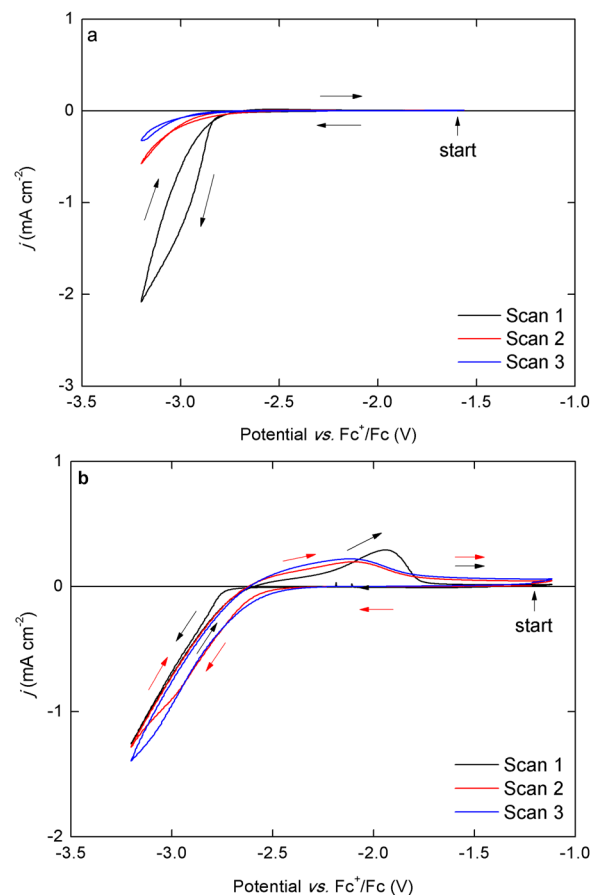 a
1
0
-1
-2
-3
j (mA cm⁻²)
start
Scan 1
Scan 2
Scan 3
-3.5 -3.0 -2.5 -2.0 -1.5 -1.0
Potential vs. Fc⁺/Fc (V)
b
1
0
-1
-2
j (mA cm⁻²)
start
Scan 1
Scan 2
Scan 3
-3.5 -3.0 -2.5 -2.0 -1.5 -1.0
Potential vs. Fc⁺/Fc (V)